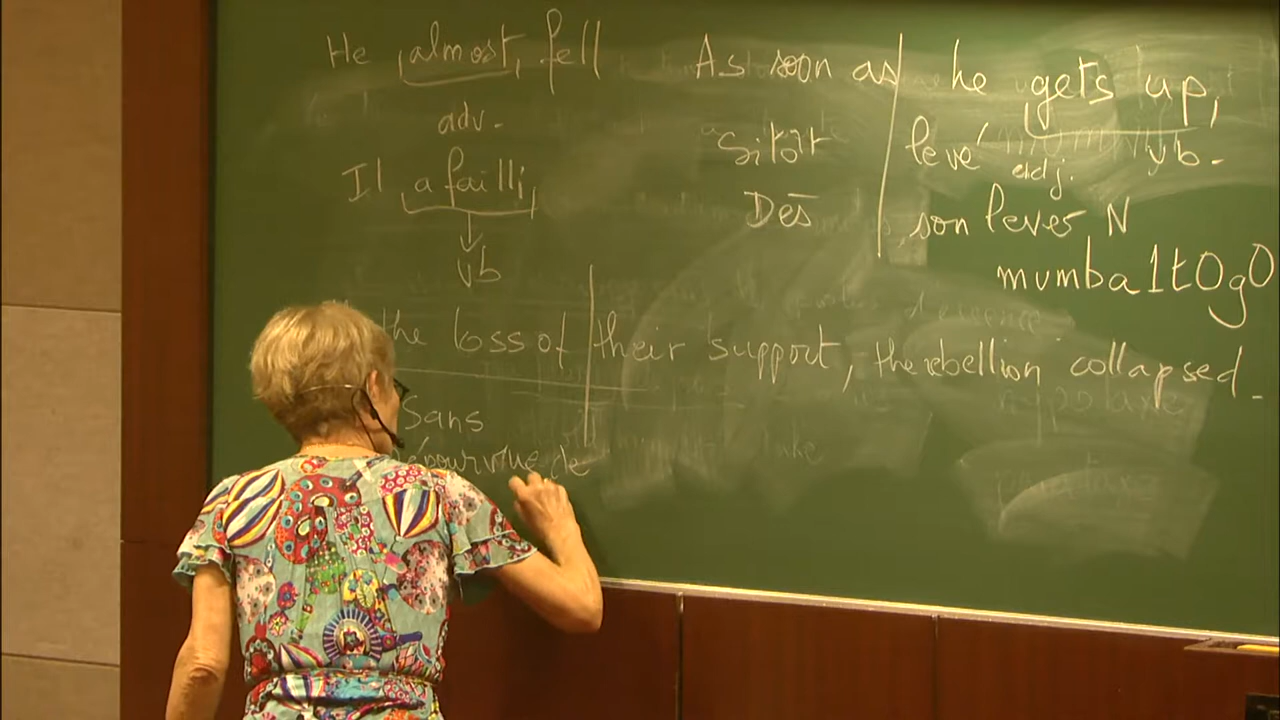 He almost fell
adv.
Il a failli
vb
As soon as he gets up,
Sitôt levé adj. vb.
Dès son lever N
mumba1tOgO
the loss of their support, the rebellion collapsed.
Sans
épourvue de